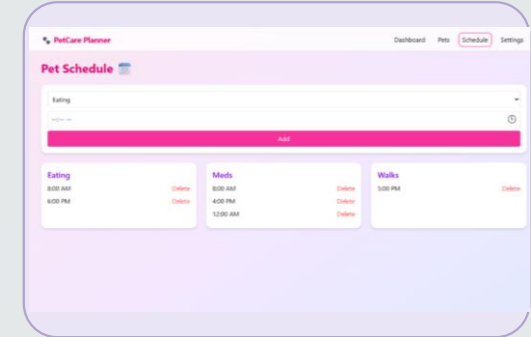 PetCare Planner
Dashboard Pets Schedule Settings
Pet Schedule
Eating
--:-- --
Add
Eating
8:00 AM Delete
6:00 PM Delete
Meds
8:00 AM Delete
4:00 PM Delete
12:00 AM Delete
Walks
5:00 PM Delete